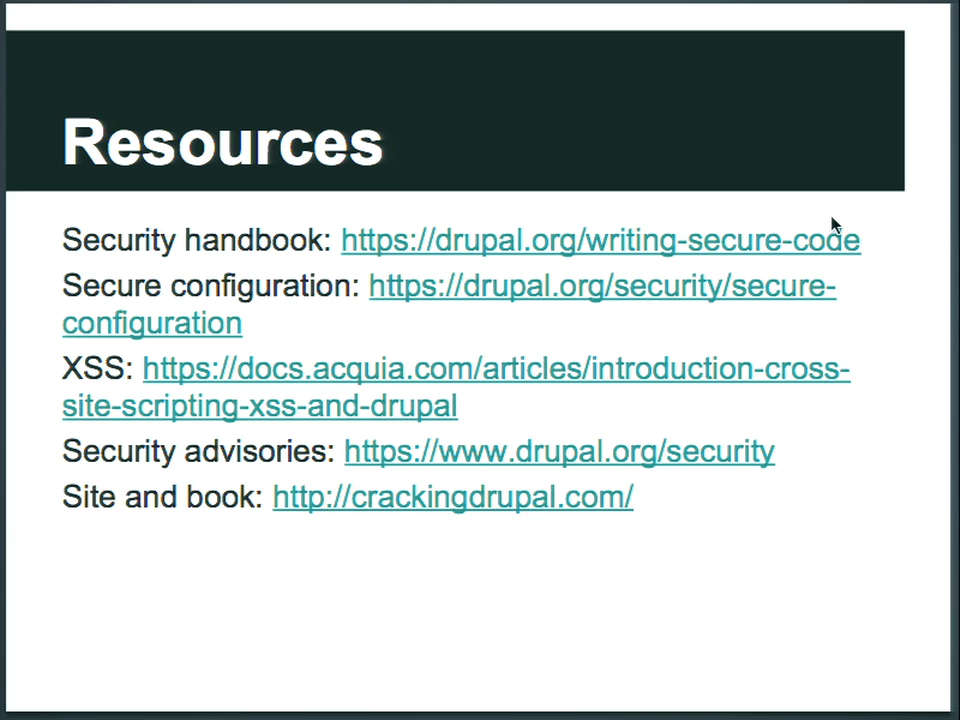 Resources
Security handbook: https://drupal.org/writing-secure-code
Secure configuration: https://drupal.org/security/secure-
configuration
XSS: https://docs.acquia.com/articles/introduction-cross-
site-scripting-xss-and-drupal
Security advisories: https://www.drupal.org/security
Site and book: http://crackingdrupal.com/